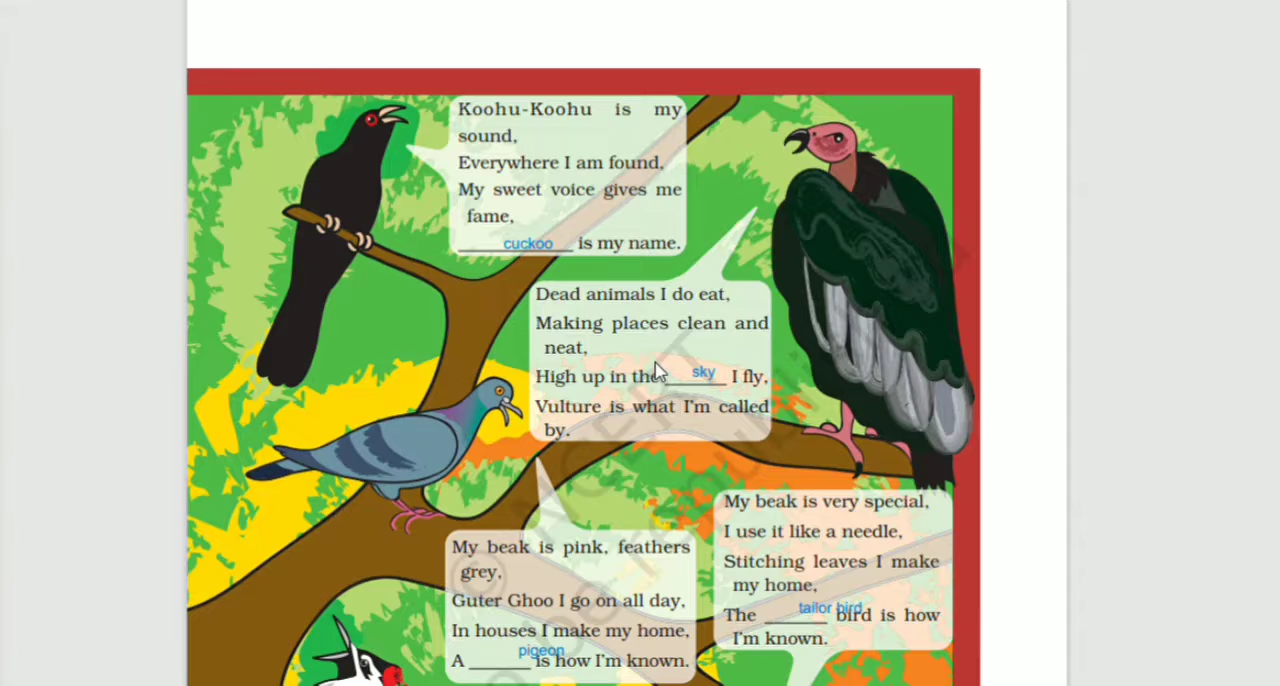 Koohu-Koohu is my
sound,
Everywhere I am found,
My sweet voice gives me
fame,
cuckoo is my name.
Dead animals I do eat,
Making places clean and
neat,
High up in the sky I fly,
Vulture is what I'm called
by.
My beak is pink, feathers
grey,
Guter Ghoo I go on all day,
In houses I make my home,
A pigeon is how I'm known.
My beak is very special,
I use it like a needle,
Stitching leaves I make
my home,
The tailor bird bird is how
I'm known.